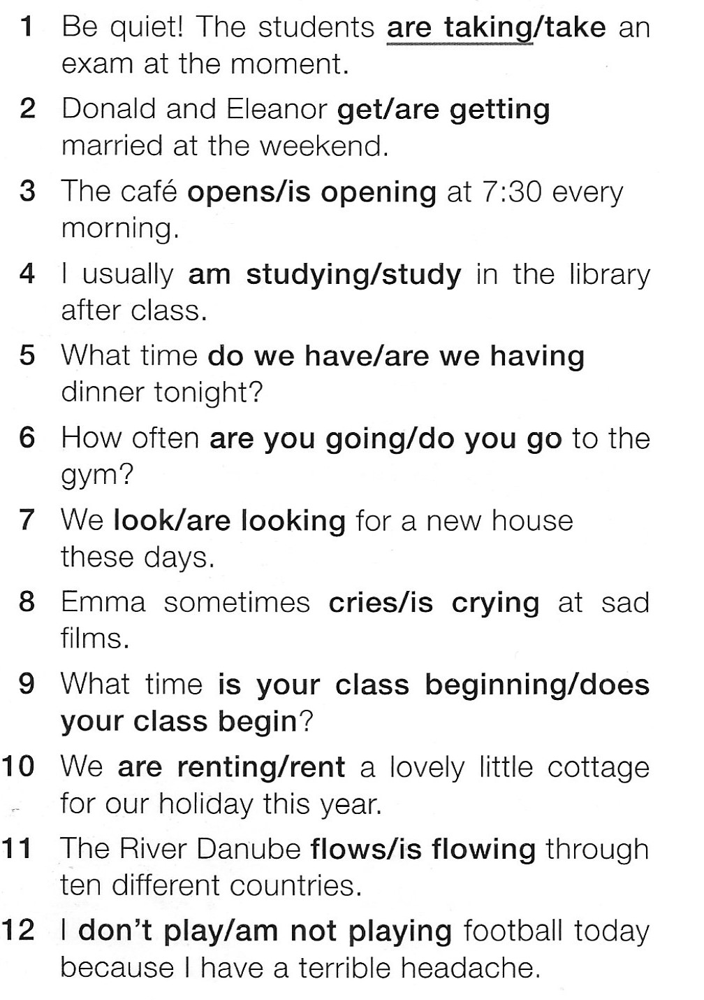 1 Be quiet! The students are taking/take an
exam at the moment.
2 Donald and Eleanor get/are getting
married at the weekend.
3 The café opens/is opening at 7:30 every
morning.
4 I usually am studying/study in the library
after class.
5 What time do we have/are we having
dinner tonight?
6 How often are you going/do you go to the
gym?
7 We look/are looking for a new house
these days.
8 Emma sometimes cries/is crying at sad
films.
9 What time is your class beginning/does
your class begin?
10 We are renting/rent a lovely little cottage
for our holiday this year.
11 The River Danube flows/is flowing through
ten different countries.
12 I don't play/am not playing football today
because I have a terrible headache.